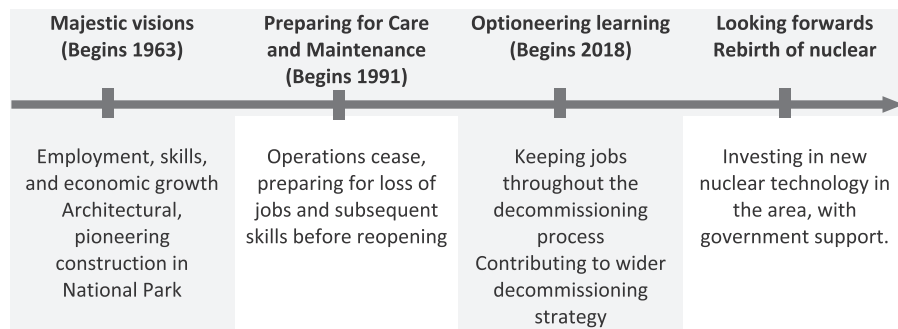 Majestic visions
(Begins 1963)
Preparing for Care
and Maintenance
(Begins 1991)
Optioneering learning
(Begins 2018)
Looking forwards
Rebirth of nuclear
Employment, skills,
and economic growth
Architectural,
pioneering
construction in
National Park
Operations cease,
preparing for loss of
jobs and subsequent
skills before reopening
Keeping jobs
throughout the
decommissioning
process
Contributing to wider
decommissioning
strategy
Investing in new
nuclear technology in
the area, with
government support.